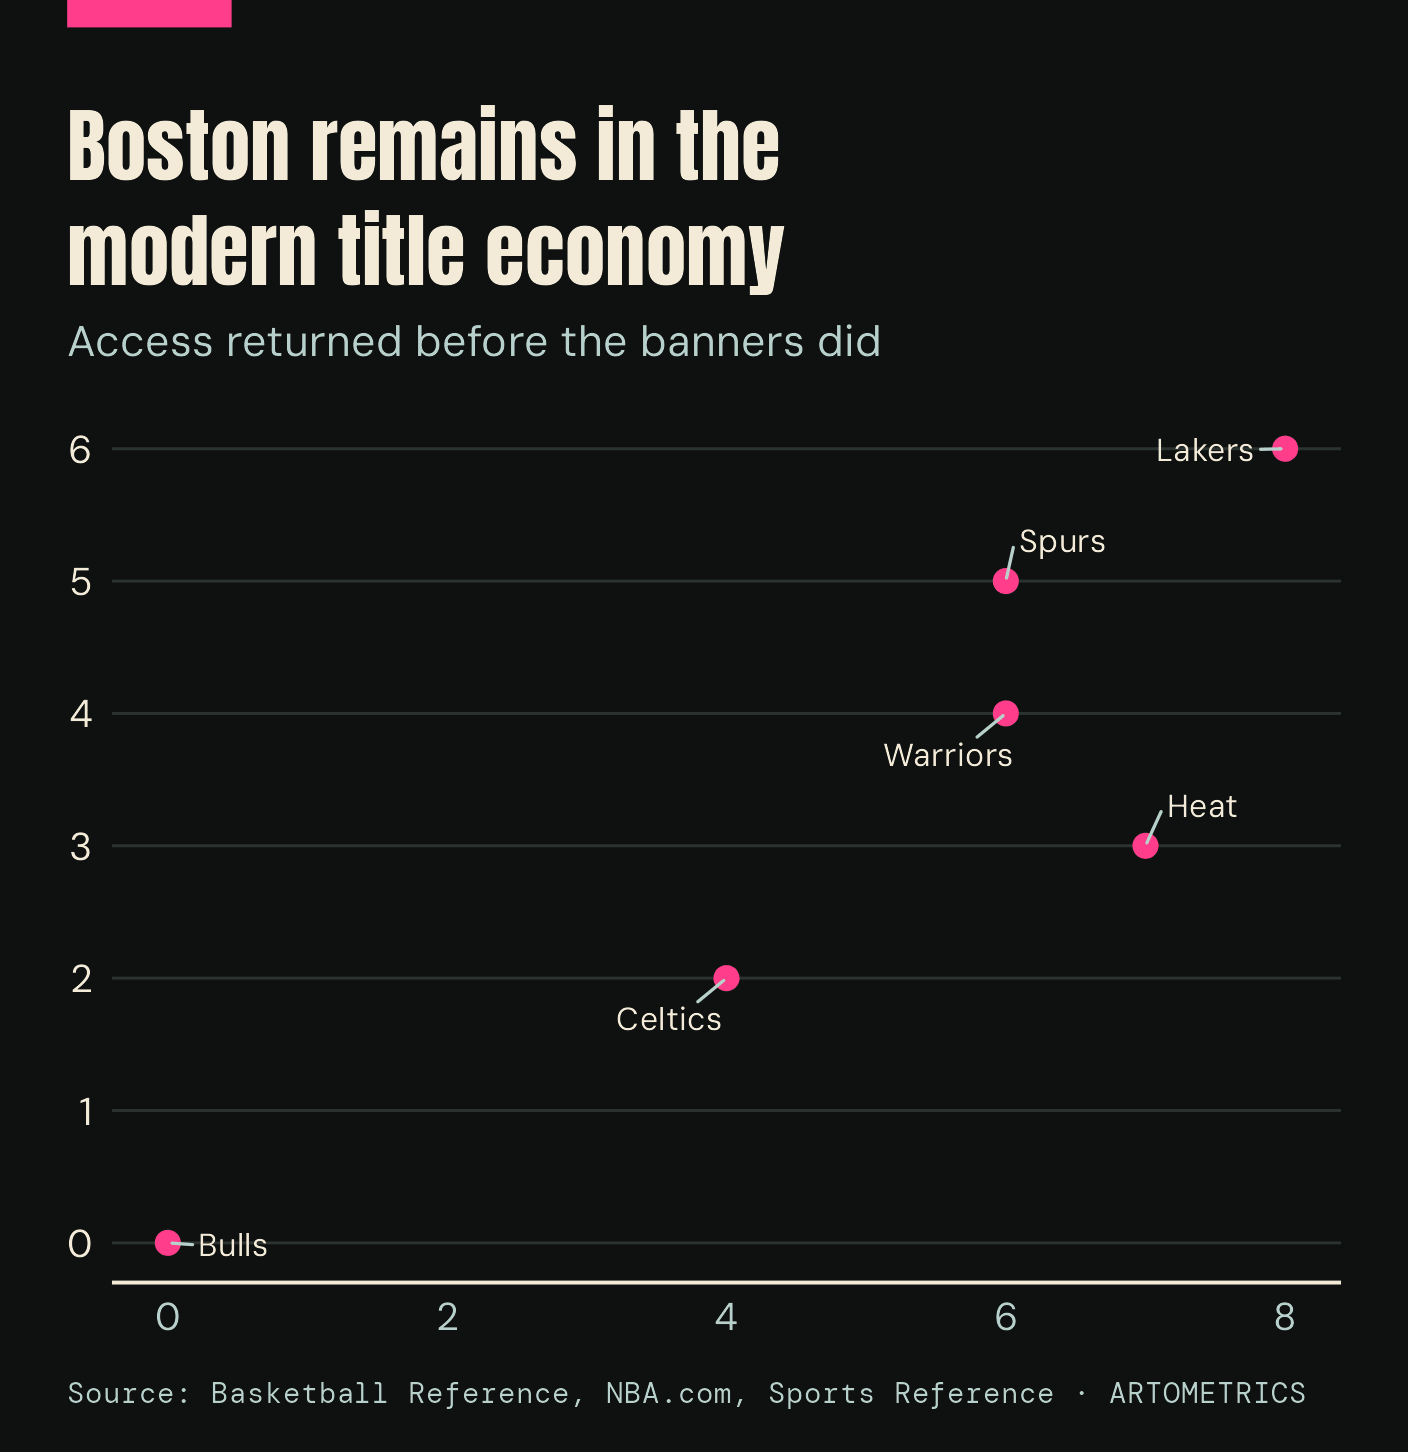 Boston remains in the
modern title economy
Access returned before the banners did
6
Lakers
Spurs
5
4
Warriors
Heat
3
2
Celtics
1
0
Bulls
0 2 4 6 8
Source: Basketball Reference, NBA.com, Sports Reference · ARTOMETRICS